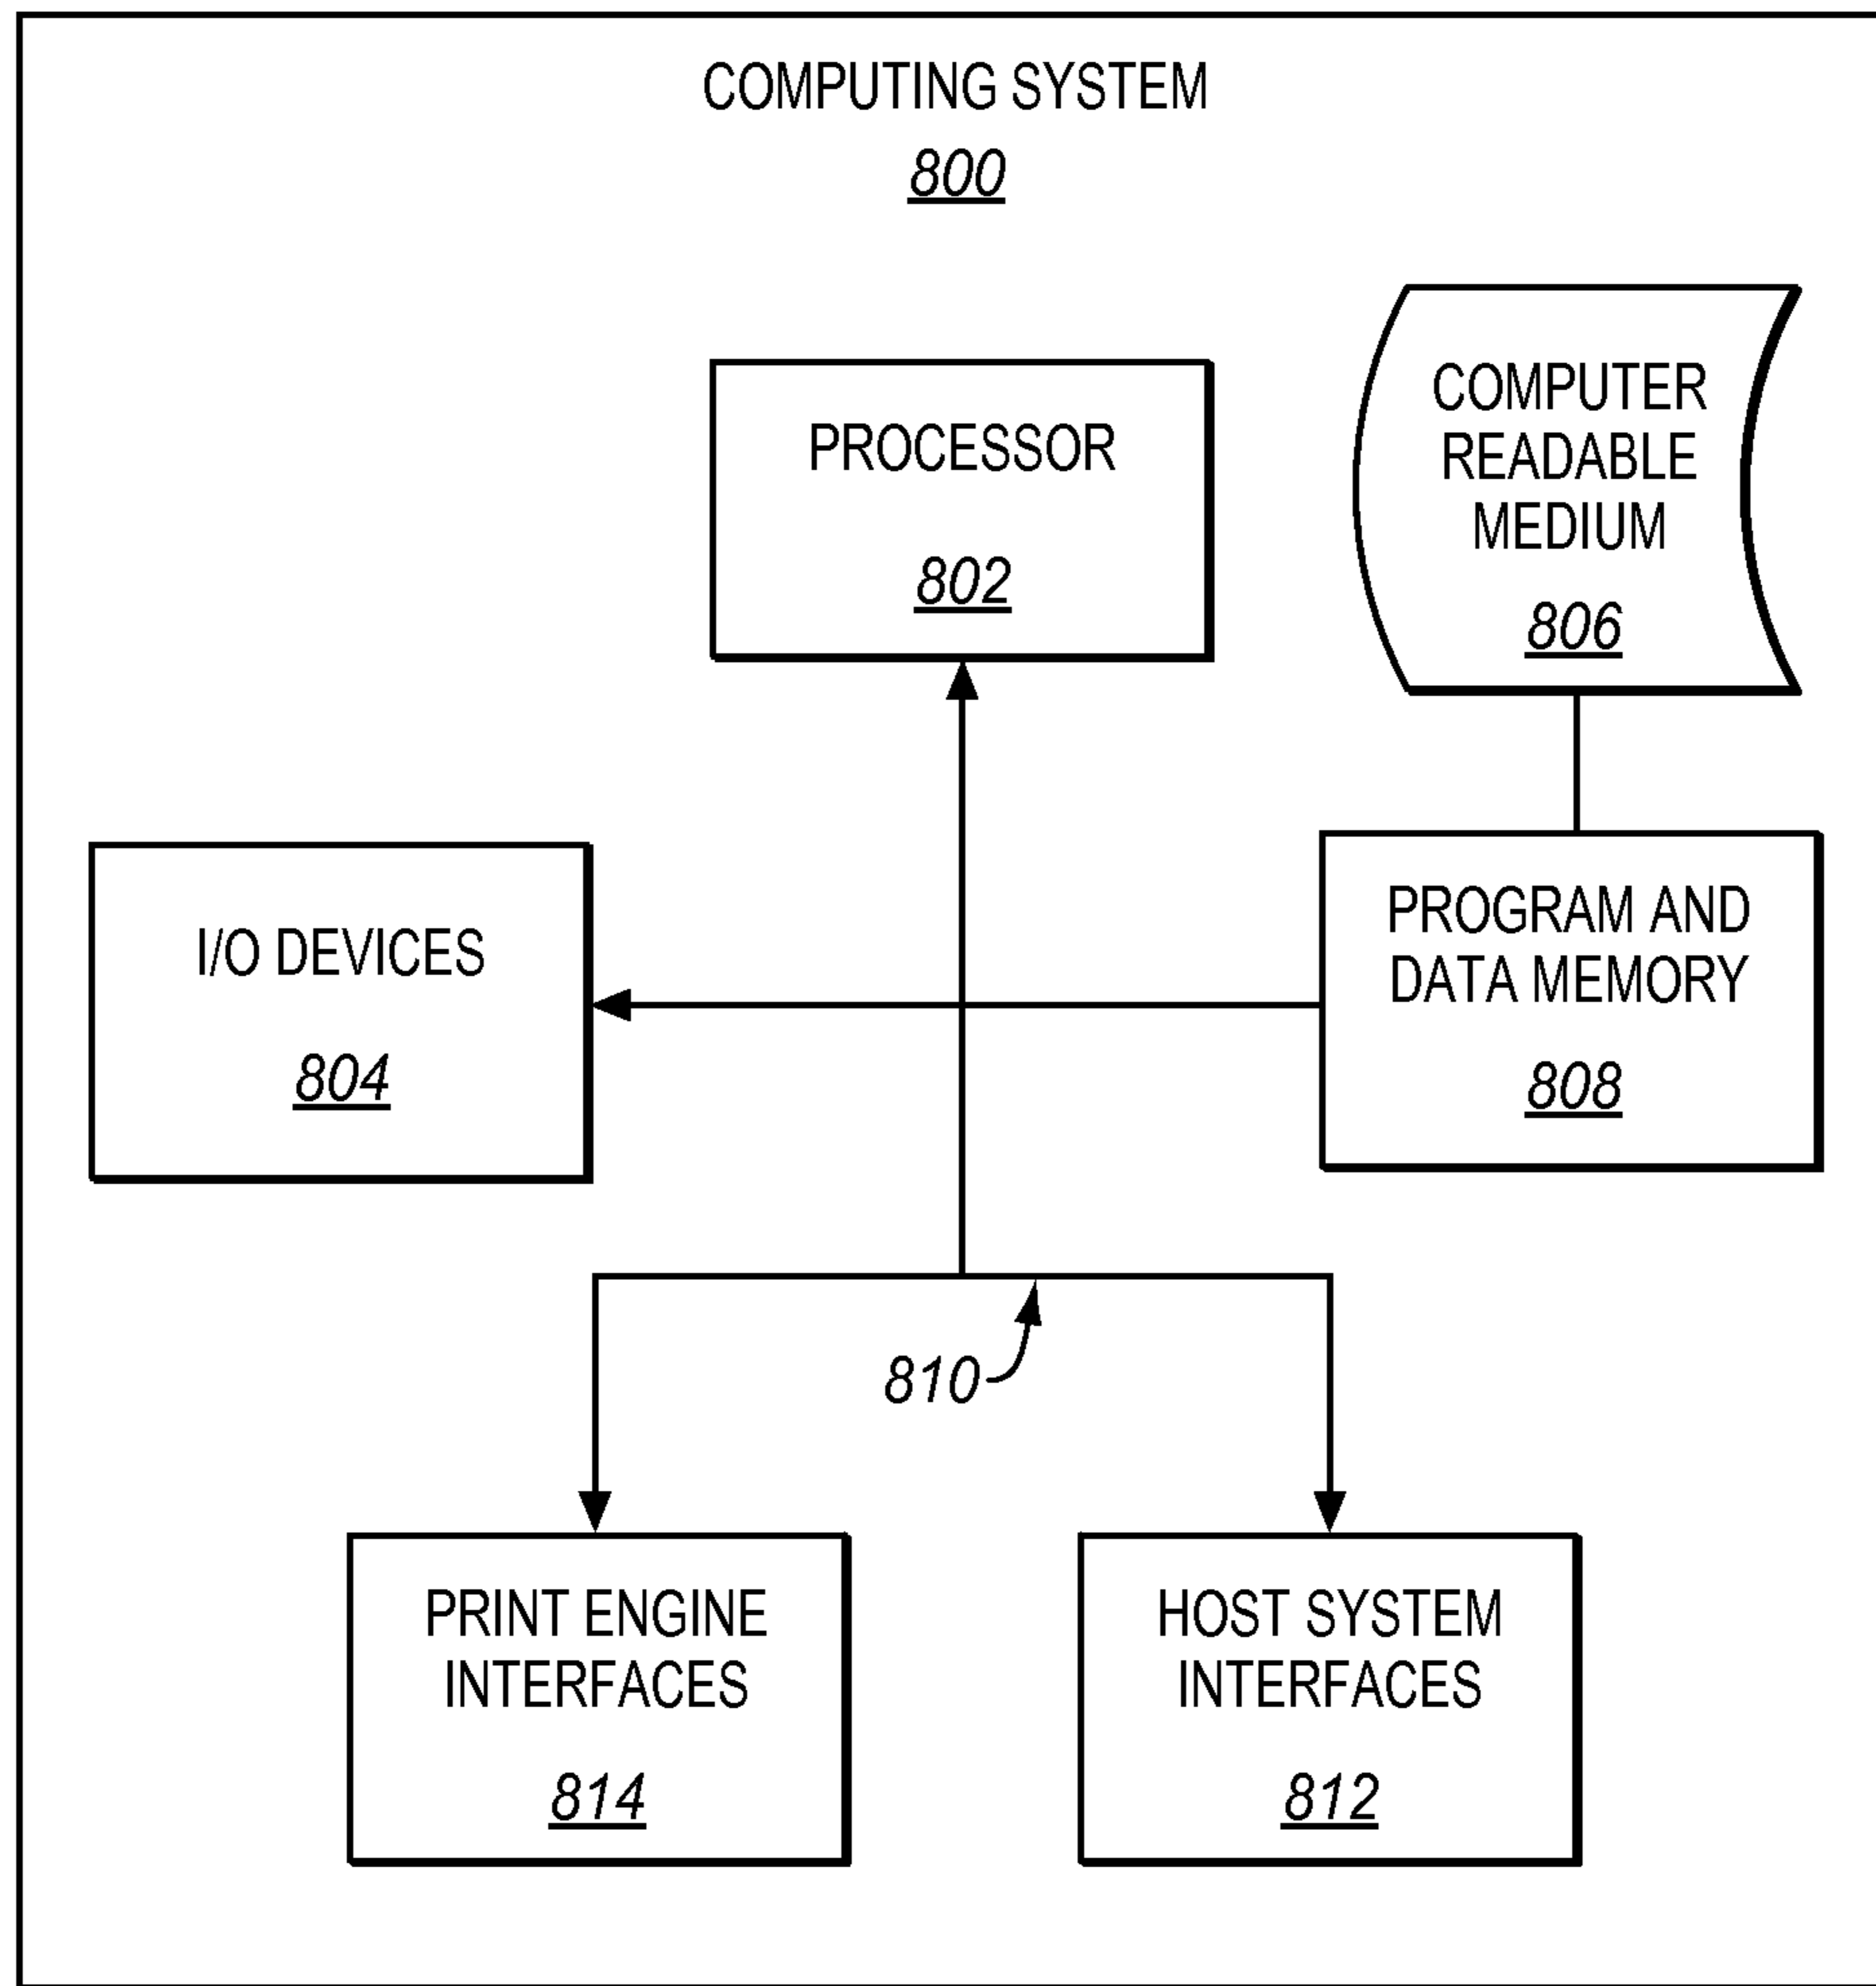 COMPUTING SYSTEM
800
PROCESSOR
802
COMPUTER
READABLE
MEDIUM
806
I/O DEVICES
804
PROGRAM AND
DATA MEMORY
808
810
PRINT ENGINE
INTERFACES
814
HOST SYSTEM
INTERFACES
812